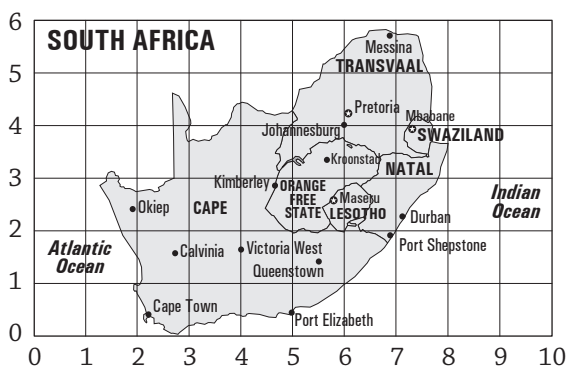 6
SOUTH AFRICA
Messina
TRANSVAAL
5
Pretoria
Mbabane
4
Johannesburg
SWAZILAND
Kroonstad
NATAL
3
Kimberley
ORANGE
FREE
STATE
Maseru
LESOTHO
Indian
Ocean
Okiep
CAPE
Durban
2
Atlantic
Ocean
Calvinia
Victoria West
Queenstown
Port Shepstone
1
Cape Town
Port Elizabeth
0
0 1 2 3 4 5 6 7 8 9 10